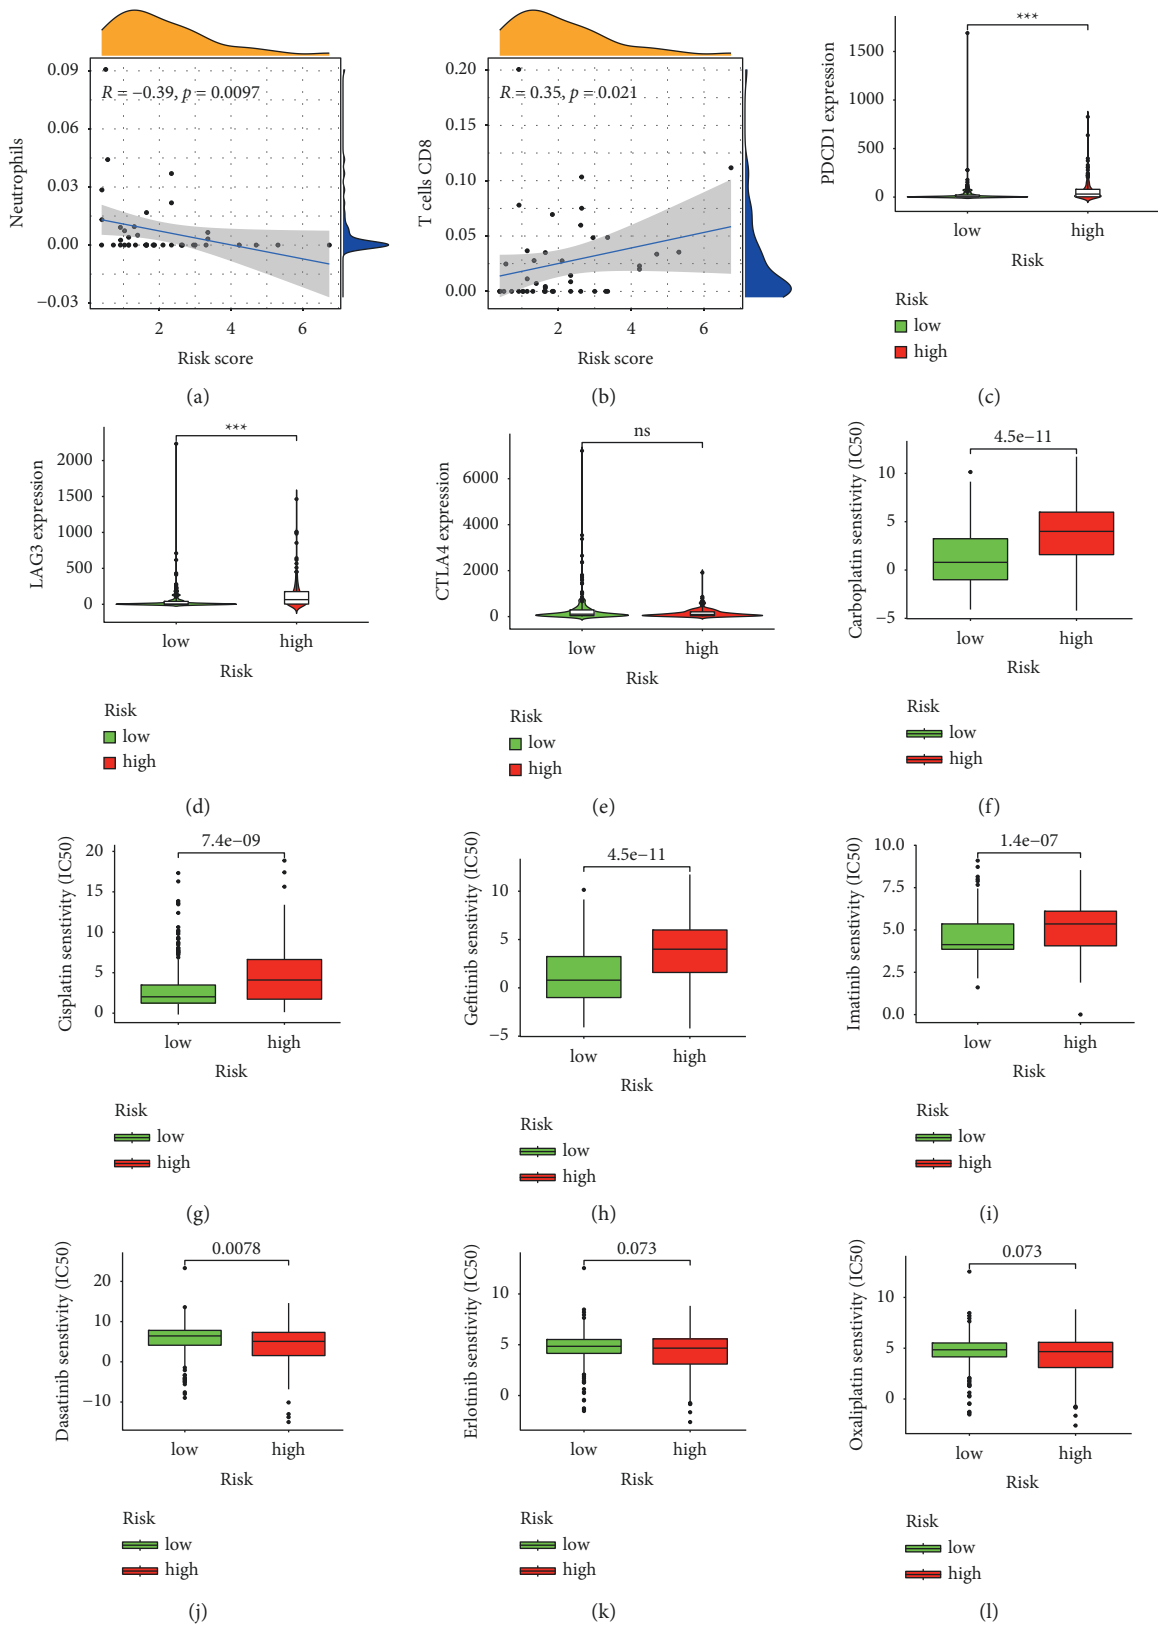 R = −0.39, p = 0.0097
Neutrophils
0.09
0.06
0.03
0.00
−0.03
2 4 6
Risk score
(a)
R = 0.35, p = 0.021
T cells CD8
0.20
0.15
0.10
0.05
0.00
2 4 6
Risk score
(b)
***
PDCD1 expression
1500
1000
500
0
low high
Risk
Risk
low
high
(c)
***
LAG3 expression
2000
1500
1000
500
0
low high
Risk
Risk
low
high
(d)
ns
CTLA4 expression
6000
4000
2000
0
low high
Risk
Risk
low
high
(e)
4.5e−11
Carboplatin senstivity (IC50)
10
5
0
−5
low high
Risk
Risk
low
high
(f)
7.4e−09
Cisplatin senstivity (IC50)
20
15
10
5
0
low high
Risk
Risk
low
high
(g)
4.5e−11
Gefitinib senstivity (IC50)
10
5
0
−5
low high
Risk
Risk
low
high
(h)
1.4e−07
Imatinib senstivity (IC50)
10.0
7.5
5.0
2.5
0.0
low high
Risk
Risk
low
high
(i)
0.0078
Dasatinib senstivity (IC50)
20
10
0
−10
low high
Risk
Risk
low
high
(j)
0.073
Erlotinib senstivity (IC50)
10
5
0
low high
Risk
Risk
low
high
(k)
0.073
Oxaliplatin senstivity (IC50)
10
5
0
low high
Risk
Risk
low
high
(l)